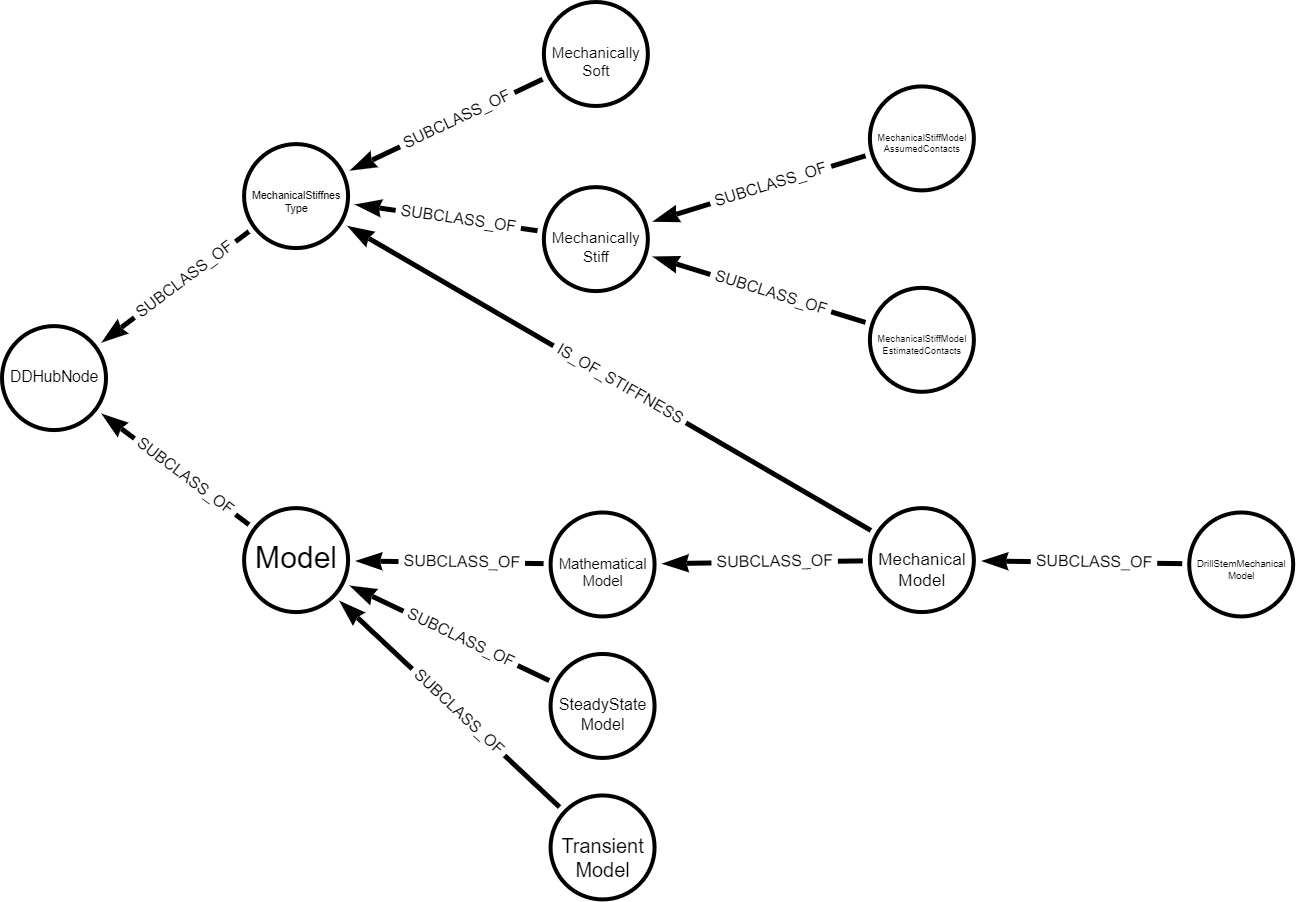 Mechanically
Soft
SUBCLASS_OF
MechanicalStiffModel
AssumedContacts
MechanicalStiffnes
Type
SUBCLASS_OF
SUBCLASS_OF
Mechanically
Stiff
SUBCLASS_OF
SUBCLASS_OF
MechanicalStiffModel
EstimatedContacts
DDHubNode
IS_OF_STIFFNESS
SUBCLASS_OF
Model
SUBCLASS_OF
Mathematical
Model
SUBCLASS_OF
Mechanical
Model
SUBCLASS_OF
DrillStemMechanical
Model
SUBCLASS_OF
SteadyState
Model
SUBCLASS_OF
Transient
Model